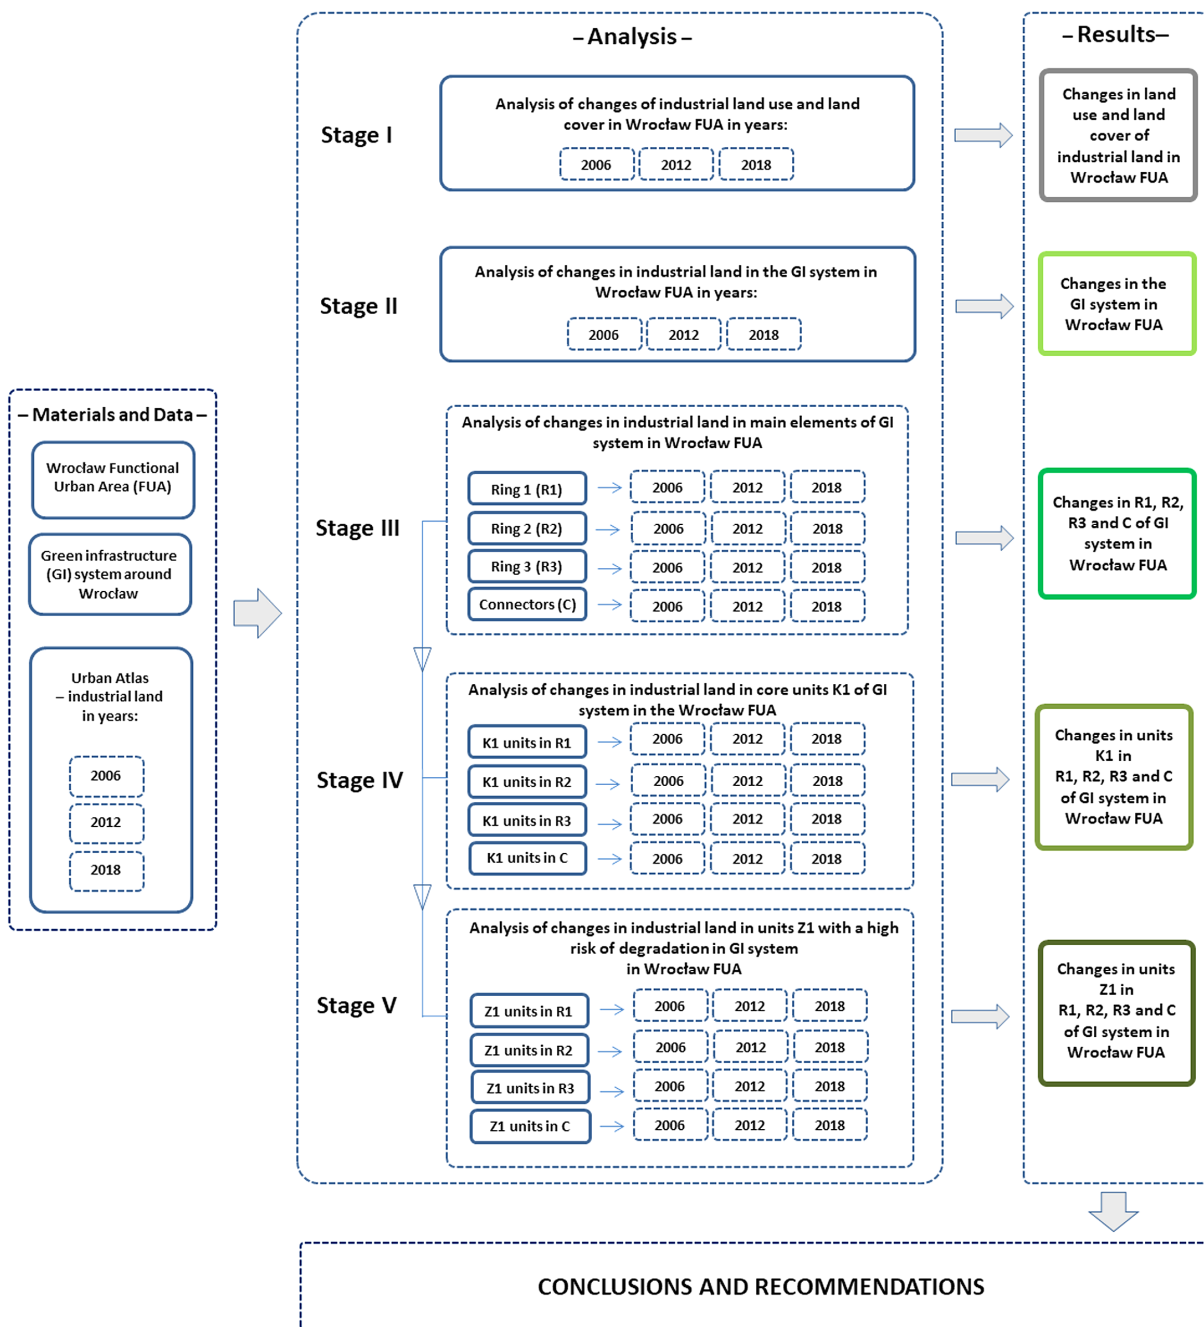 – Materials and Data –
Wrocław Functional
Urban Area (FUA)
Green infrastructure
(GI) system around
Wrocław
Urban Atlas
– industrial land
in years:
2006
2012
2018
– Analysis –
Stage I
Analysis of changes of industrial land use and land
cover in Wrocław FUA in years:
2006 2012 2018
Stage II
Analysis of changes in industrial land in the GI system in
Wrocław FUA in years:
2006 2012 2018
Stage III
Analysis of changes in industrial land in main elements of GI
system in Wrocław FUA
Ring 1 (R1) 2006 2012 2018
Ring 2 (R2) 2006 2012 2018
Ring 3 (R3) 2006 2012 2018
Connectors (C) 2006 2012 2018
Stage IV
Analysis of changes in industrial land in core units K1 of GI
system in the Wrocław FUA
K1 units in R1 2006 2012 2018
K1 units in R2 2006 2012 2018
K1 units in R3 2006 2012 2018
K1 units in C 2006 2012 2018
Stage V
Analysis of changes in industrial land in units Z1 with a high
risk of degradation in GI system
in Wrocław FUA
Z1 units in R1 2006 2012 2018
Z1 units in R2 2006 2012 2018
Z1 units in R3 2006 2012 2018
Z1 units in C 2006 2012 2018
– Results–
Changes in land
use and land
cover of
industrial land in
Wrocław FUA
Changes in the
GI system in
Wrocław FUA
Changes in R1, R2,
R3 and C of GI
system in
Wrocław FUA
Changes in units
K1 in
R1, R2, R3 and C
of GI system in
Wrocław FUA
Changes in units
Z1 in
R1, R2, R3 and C
of GI system in
Wrocław FUA
CONCLUSIONS AND RECOMMENDATIONS